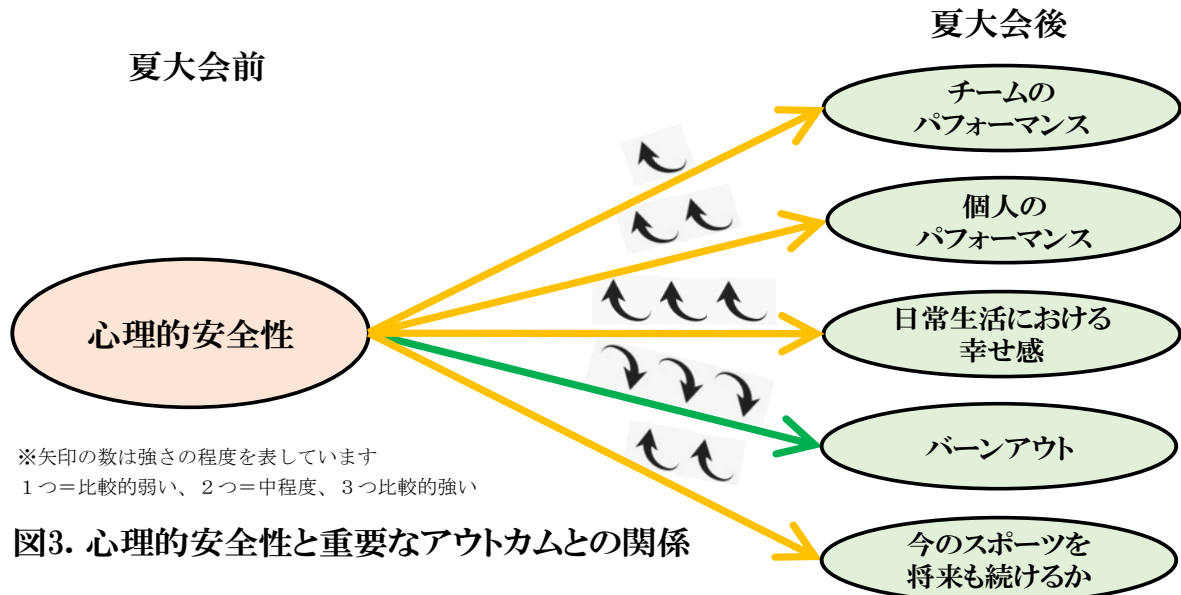 夏大会前
夏大会後
チームの
パフォーマンス
個人の
パフォーマンス
心理的安全性
日常生活における
幸せ感
バーンアウト
※矢印の数は強さの程度を表しています
１つ＝比較的弱い、２つ＝中程度、３つ比較的強い
図3. 心理的安全性と重要なアウトカムとの関係
今のスポーツを
将来も続けるか